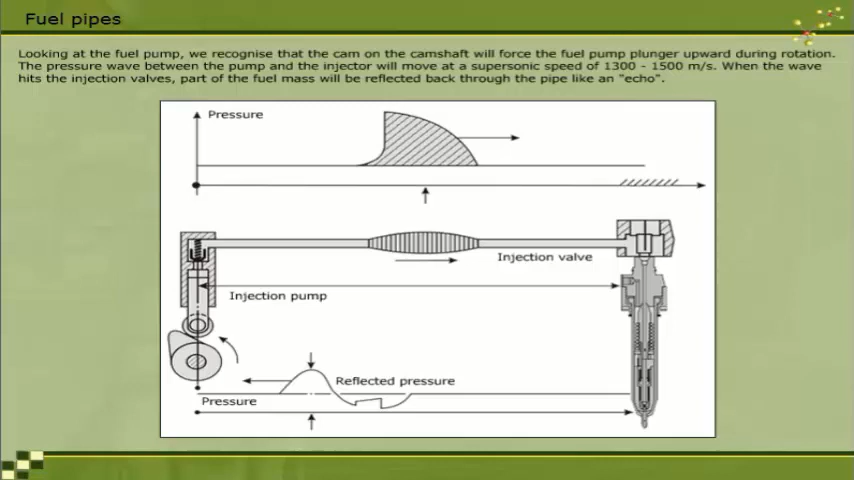 Fuel pipes
Looking at the fuel pump, we recognise that the cam on the camshaft will force the fuel pump plunger upward during rotation.
The pressure wave between the pump and the injector will move at a supersonic speed of 1300 - 1500 m/s. When the wave
hits the injection valves, part of the fuel mass will be reflected back through the pipe like an "echo".
Pressure
Injection valve
Injection pump
Reflected pressure
Pressure